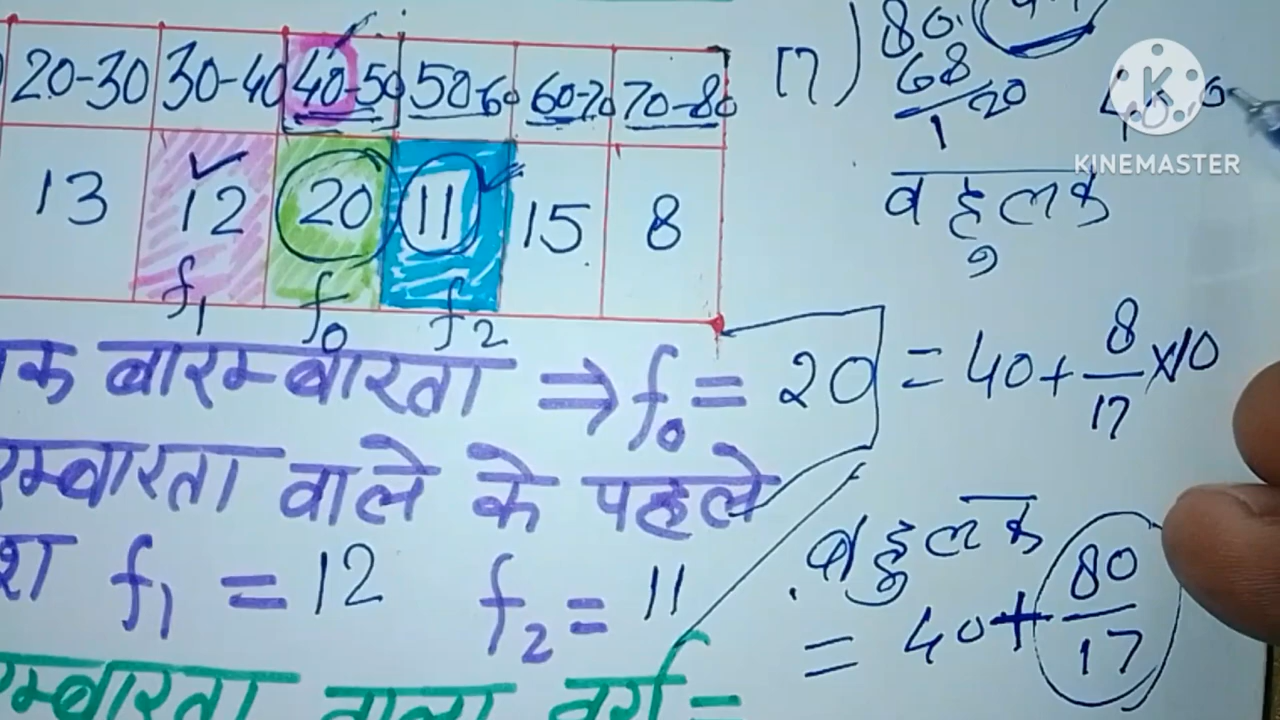 20-30 30-40 40-50 50-60 60-70 70-80
13 12 20 11 15 8
f₁ f₀ f₂
क बारम्बारता ⇒ f₀ = 20
रम्बारता वाले के पहले
श f₁ = 12 f₂ = 11
रम्बारता वाला वर्ग =
17) 80
68
1 20
KINEMASTER
बहुलक
= 40 + 8/17 × 10
बहुलक
= 40 + 80/17